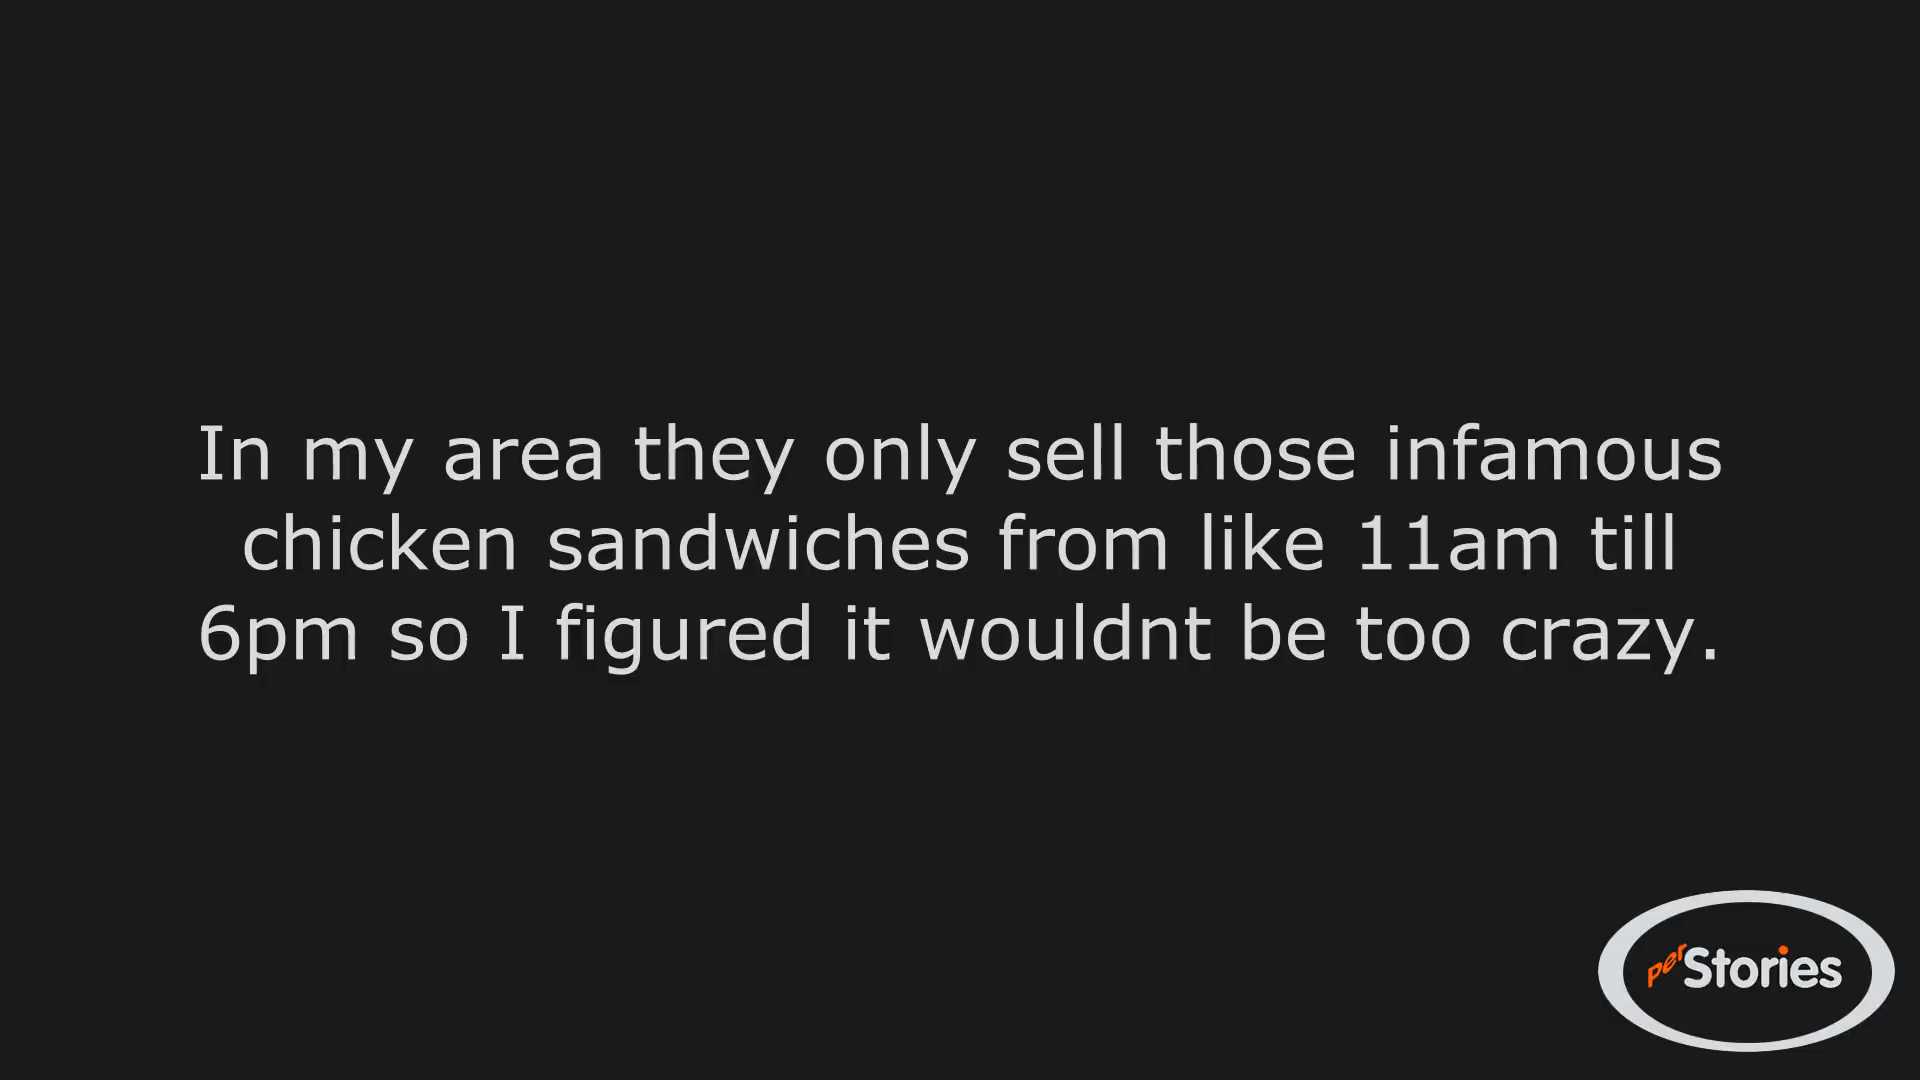 In my area they only sell those infamous
chicken sandwiches from like 11am till
6pm so I figured it wouldnt be too crazy.
perStories